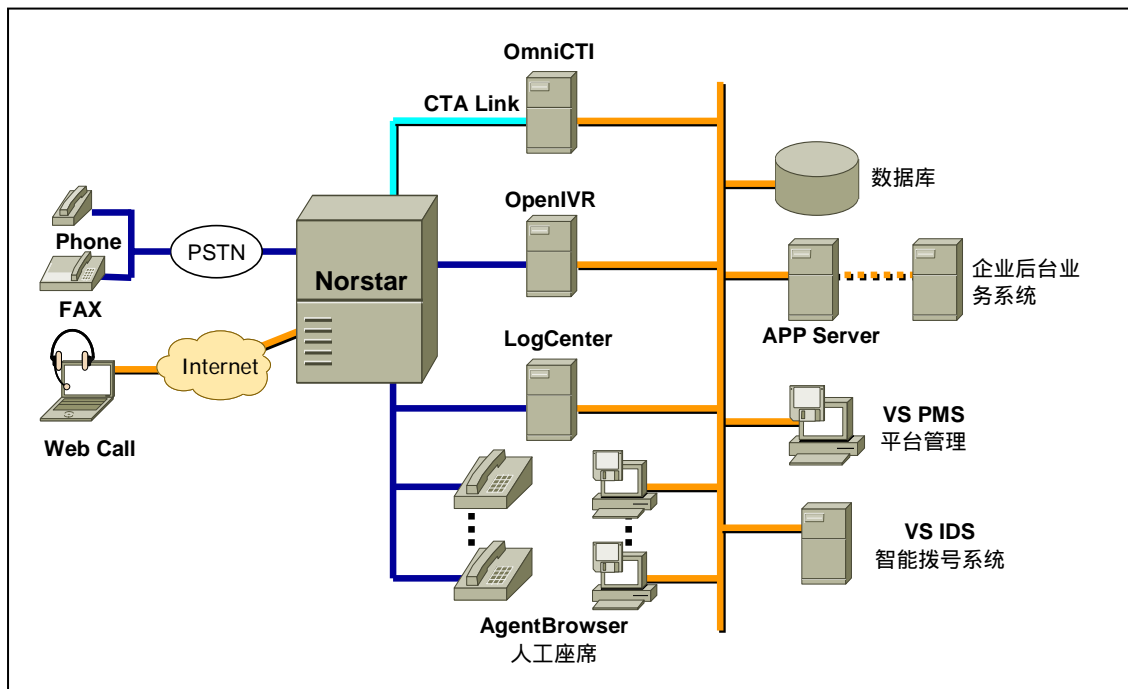 OmniCTI
CTA Link
OpenIVR
数据库
Phone
PSTN
Norstar
企业后台业
务系统
FAX
APP Server
LogCenter
Internet
Web Call
VS PMS
平台管理
VS IDS
智能拨号系统
AgentBrowser
人工座席